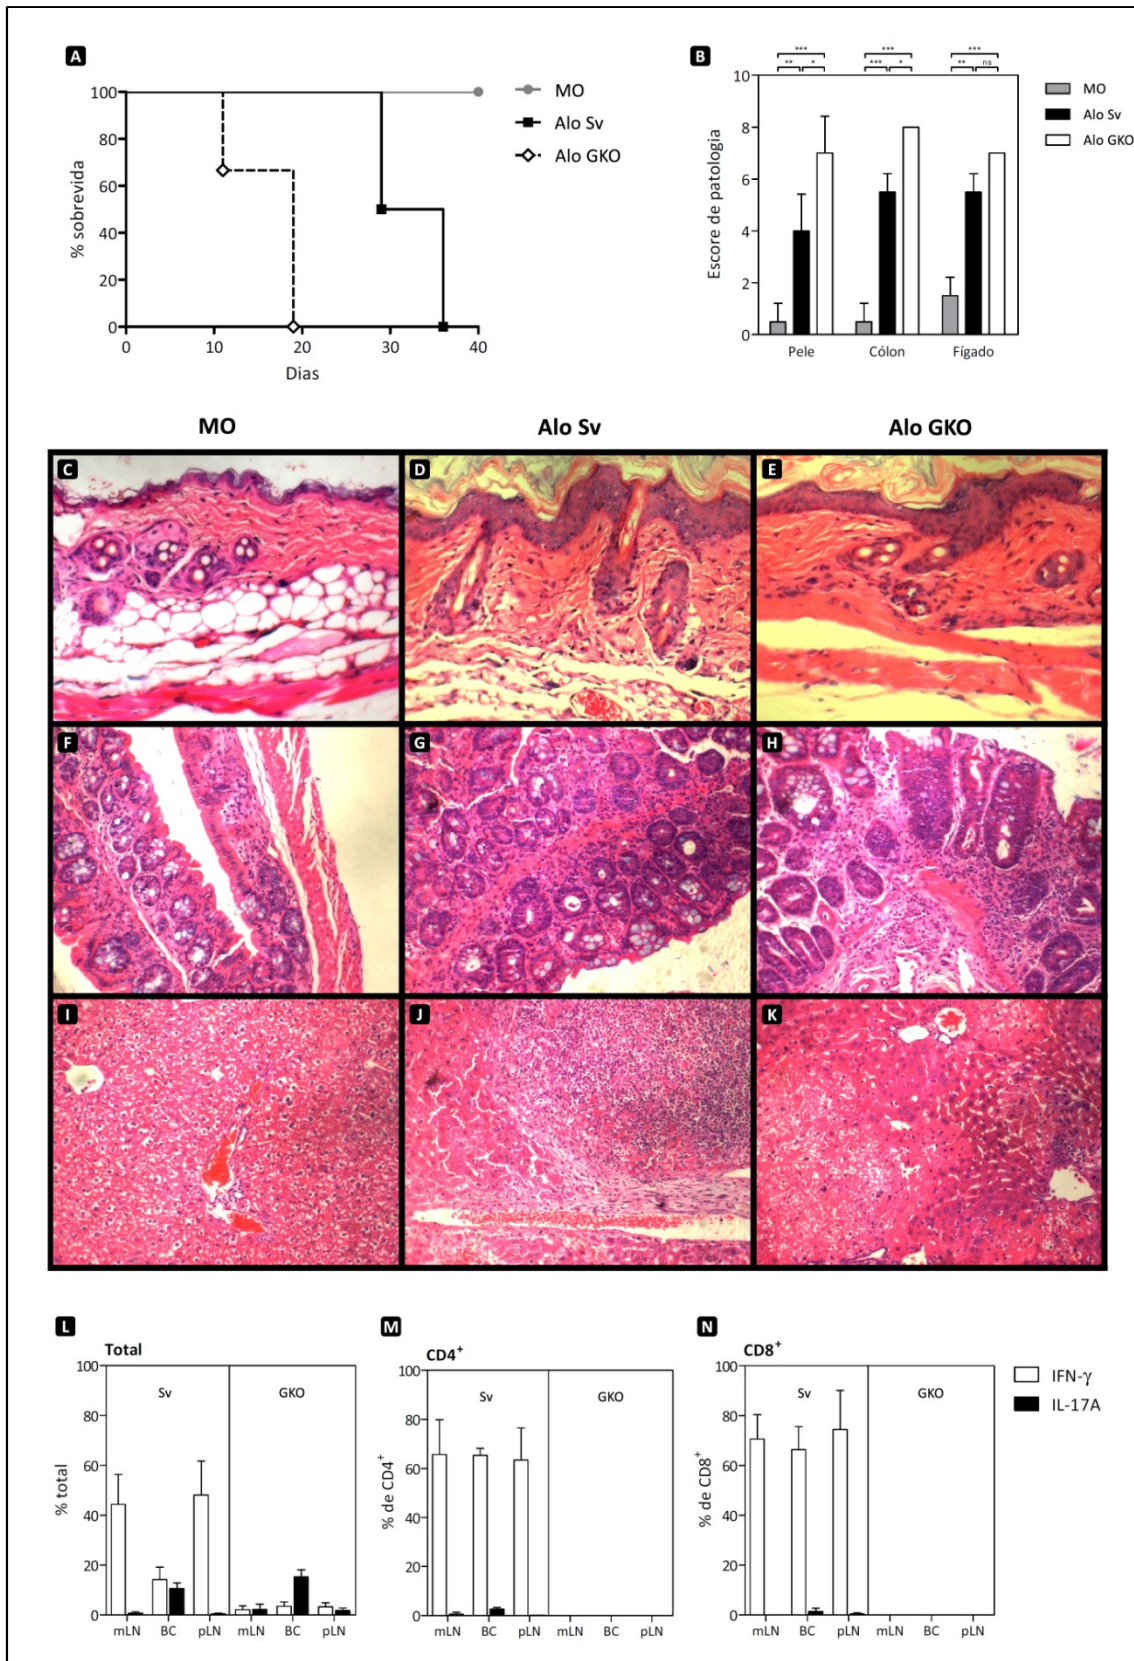 A
% sobrevida
100
80
60
40
20
0
0 10 20 30 40
Dias
MO
Alo Sv
Alo GKO
B
*** *** ***
** * *** * ** ns
Escore de patologia
10
8
6
4
2
0
Pele Cólon Fígado
MO
Alo Sv
Alo GKO
MO Alo Sv Alo GKO
C D E
F G H
I J K
L
Total
% total
100
80
60
40
20
0
Sv GKO
mLN BC pLN mLN BC pLN
M
CD4+
% de CD4+
100
80
60
40
20
0
Sv GKO
mLN BC pLN mLN BC pLN
N
CD8+
% de CD8+
100
80
60
40
20
0
Sv GKO
mLN BC pLN mLN BC pLN
IFN-γ
IL-17A